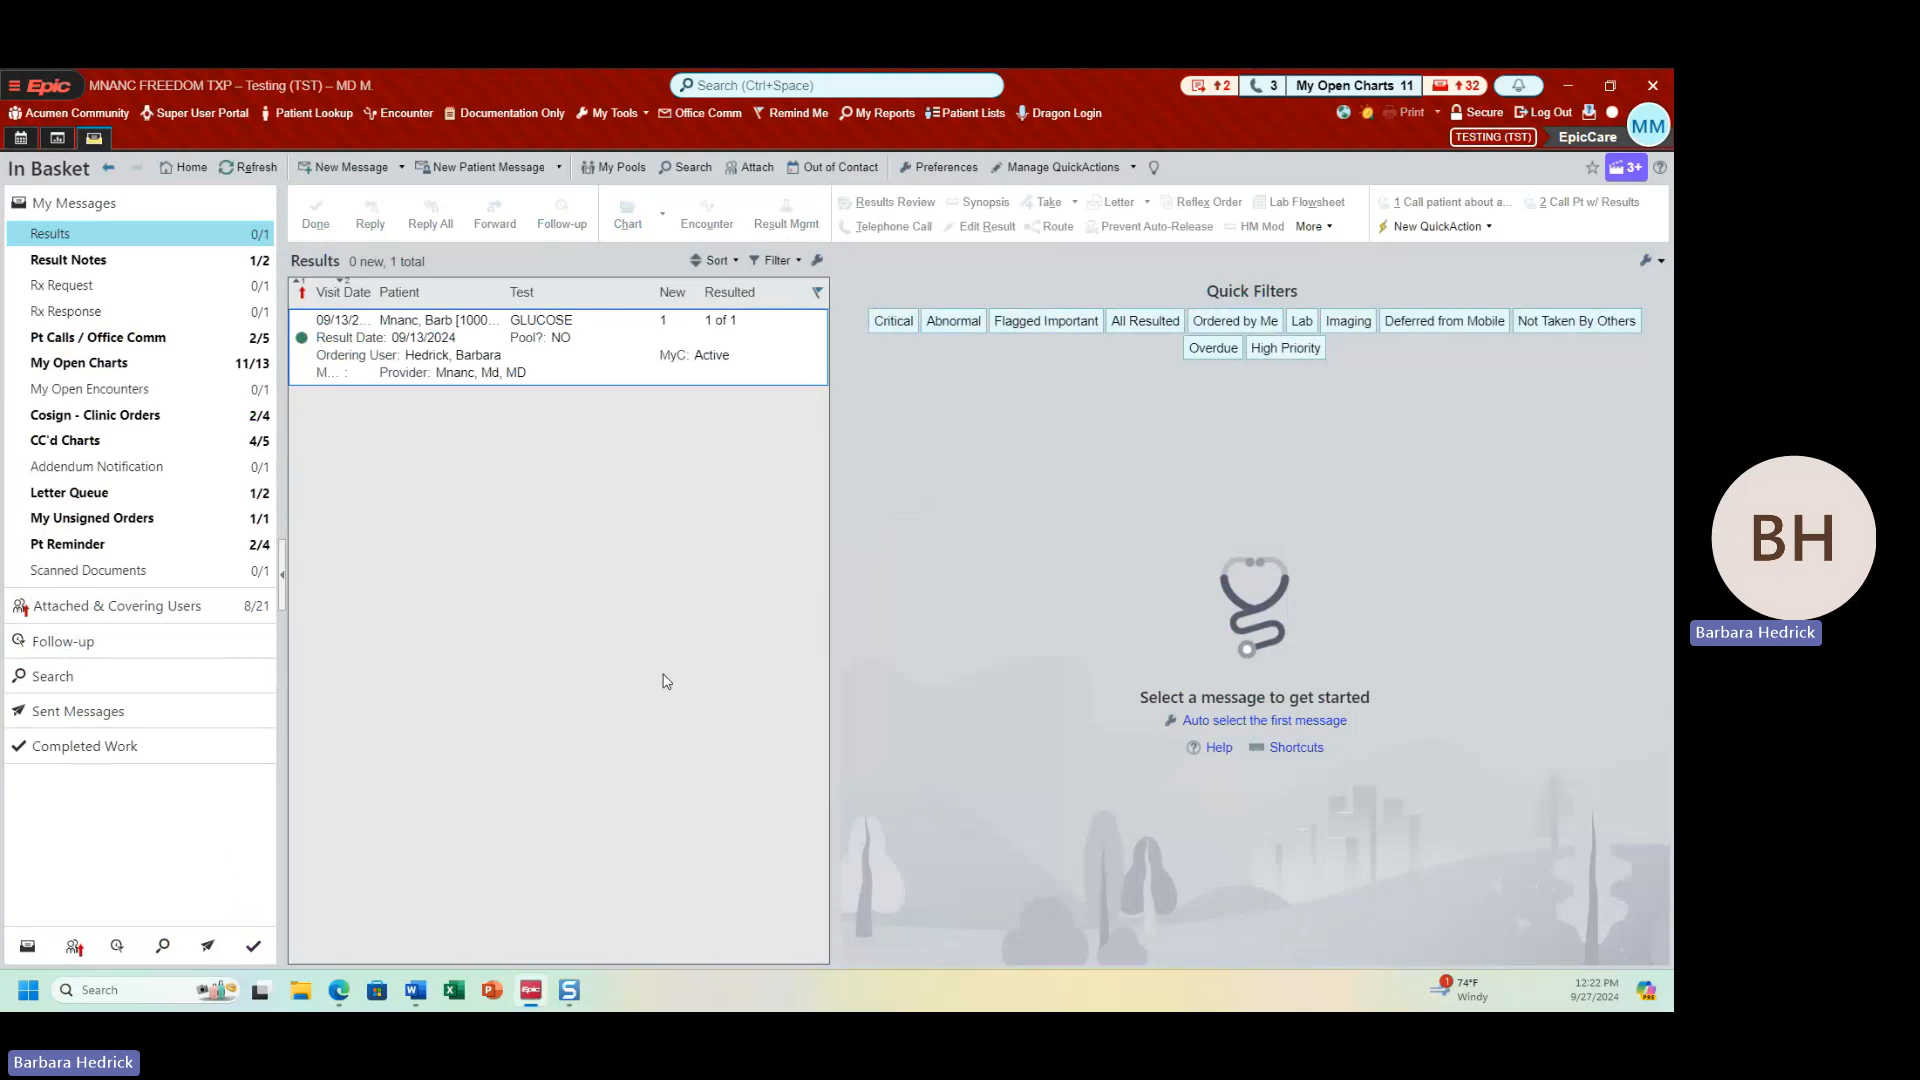 Epic MNANC FREEDOM TXP – Testing (TST) – MD M.
Search (Ctrl+Space)
2
3
My Open Charts 11
32
Acumen Community Super User Portal Patient Lookup Encounter Documentation Only My Tools Office Comm Remind Me My Reports Patient Lists Dragon Login
Print Secure Log Out
MM
TESTING (TST) EpicCare
In Basket Home Refresh New Message New Patient Message My Pools Search Attach Out of Contact Preferences Manage QuickActions 3+
My Messages
Results 0/1
Result Notes 1/2
Rx Request 0/1
Rx Response 0/1
Pt Calls / Office Comm 2/5
My Open Charts 11/13
My Open Encounters 0/1
Cosign - Clinic Orders 2/4
CC'd Charts 4/5
Addendum Notification 0/1
Letter Queue 1/2
My Unsigned Orders 1/1
Pt Reminder 2/4
Scanned Documents 0/1
Attached & Covering Users 8/21
Follow-up
Search
Sent Messages
Completed Work
Done Reply Reply All Forward Follow-up Chart Encounter Result Mgmt
Results Review Synopsis Take Letter Reflex Order Lab Flowsheet
Telephone Call Edit Result Route Prevent Auto-Release HM Mod More
1 Call patient about a... 2 Call Pt w/ Results
New QuickAction
Results 0 new, 1 total Sort Filter
1 2
Visit Date Patient Test New Resulted
09/13/2... Mnanc, Barb [1000... GLUCOSE 1 1 of 1
Result Date: 09/13/2024 Pool?: NO
Ordering User: Hedrick, Barbara MyC: Active
M... : Provider: Mnanc, Md, MD
Quick Filters
Critical Abnormal Flagged Important All Resulted Ordered by Me Lab Imaging Deferred from Mobile Not Taken By Others
Overdue High Priority
Select a message to get started
Auto select the first message
Help Shortcuts
BH
Barbara Hedrick
Search
Epic
1
74°F
Windy
12:22 PM
9/27/2024
PRE
Barbara Hedrick